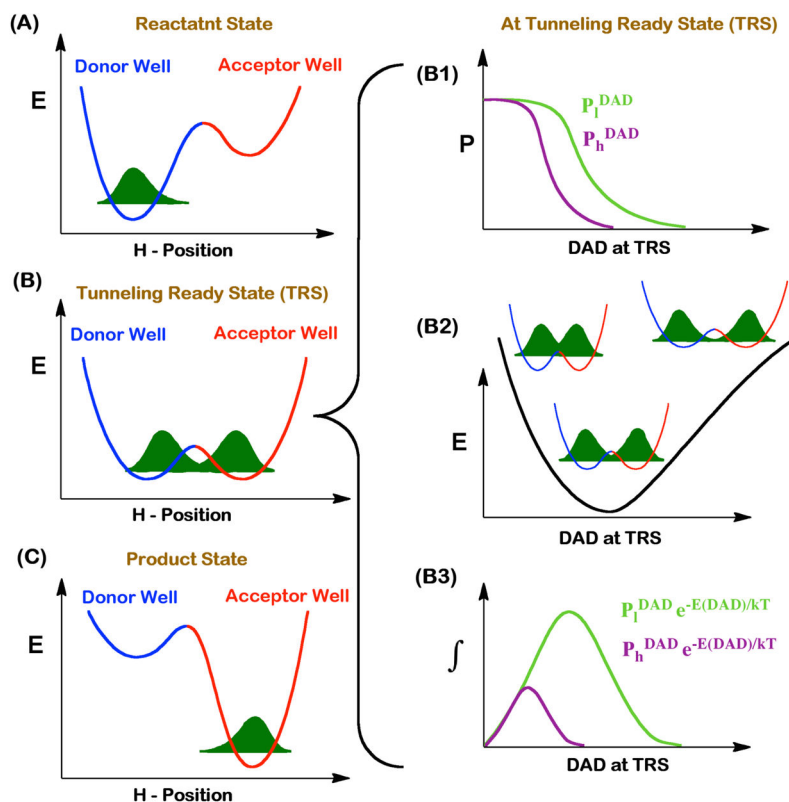 (A)
Reactatnt State
Donor Well
Acceptor Well
E
H - Position
(B)
Tunneling Ready State (TRS)
Donor Well
Acceptor Well
E
H - Position
(C)
Product State
Donor Well
Acceptor Well
E
H - Position
At Tunneling Ready State (TRS)
(B1)
P_l^DAD
P_h^DAD
P
DAD at TRS
(B2)
E
DAD at TRS
(B3)
P_l^DAD e^-E(DAD)/kT
P_h^DAD e^-E(DAD)/kT
∫
DAD at TRS